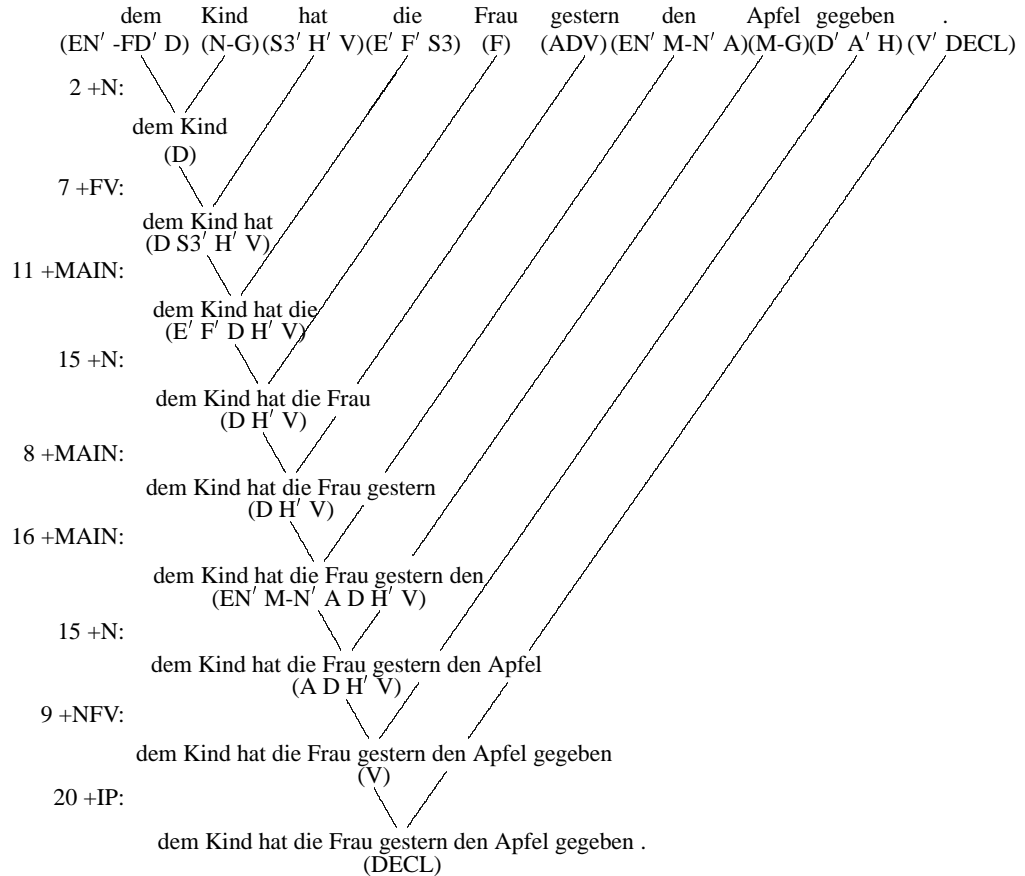 dem Kind hat die Frau gestern den Apfel gegeben .
(EN′ -FD′ D) (N-G) (S3′ H′ V) (E′ F′ S3) (F) (ADV) (EN′ M-N′ A) (M-G) (D′ A′ H) (V′ DECL)
2 +N:
dem Kind
(D)
7 +FV:
dem Kind hat
(D S3′ H′ V)
11 +MAIN:
dem Kind hat die
(E′ F′ D H′ V)
15 +N:
dem Kind hat die Frau
(D H′ V)
8 +MAIN:
dem Kind hat die Frau gestern
(D H′ V)
16 +MAIN:
dem Kind hat die Frau gestern den
(EN′ M-N′ A D H′ V)
15 +N:
dem Kind hat die Frau gestern den Apfel
(A D H′ V)
9 +NFV:
dem Kind hat die Frau gestern den Apfel gegeben
(V)
20 +IP:
dem Kind hat die Frau gestern den Apfel gegeben .
(DECL)